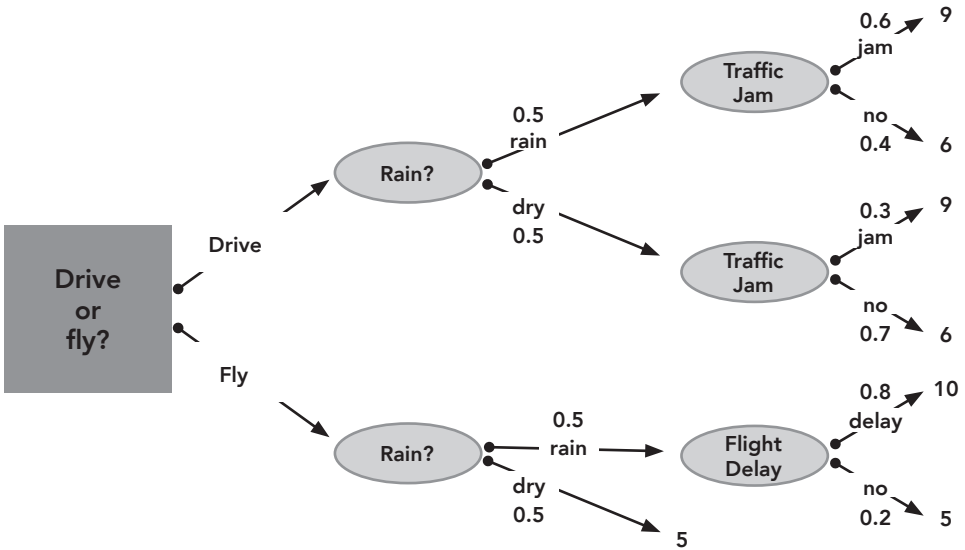 Drive
or
fly?
Drive
Fly
Rain?
0.5
rain
dry
0.5
Traffic
Jam
0.6
jam
9
no
0.4
6
Traffic
Jam
0.3
jam
9
no
0.7
6
Rain?
0.5
rain
dry
0.5
5
Flight
Delay
0.8
delay
10
no
0.2
5